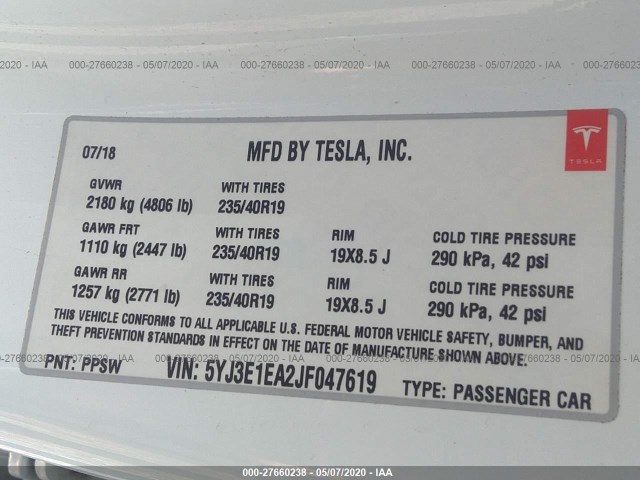 000-27660238 - 05/07/2020 - IAA
07/18 MFD BY TESLA, INC.
TESLA
GVWR WITH TIRES
2180 kg (4806 lb) 235/40R19
GAWR FRT WITH TIRES RIM COLD TIRE PRESSURE
1110 kg (2447 lb) 235/40R19 19X8.5 J 290 kPa, 42 psi
GAWR RR WITH TIRES RIM COLD TIRE PRESSURE
1257 kg (2771 lb) 235/40R19 19X8.5 J 290 kPa, 42 psi
THIS VEHICLE CONFORMS TO ALL APPLICABLE U.S. FEDERAL MOTOR VEHICLE SAFETY, BUMPER, AND
THEFT PREVENTION STANDARDS IN EFFECT ON THE DATE OF MANUFACTURE SHOWN ABOVE.
PNT: PPSW VIN: 5YJ3E1EA2JF047619 TYPE: PASSENGER CAR
000-27660238 - 05/07/2020 - IAA